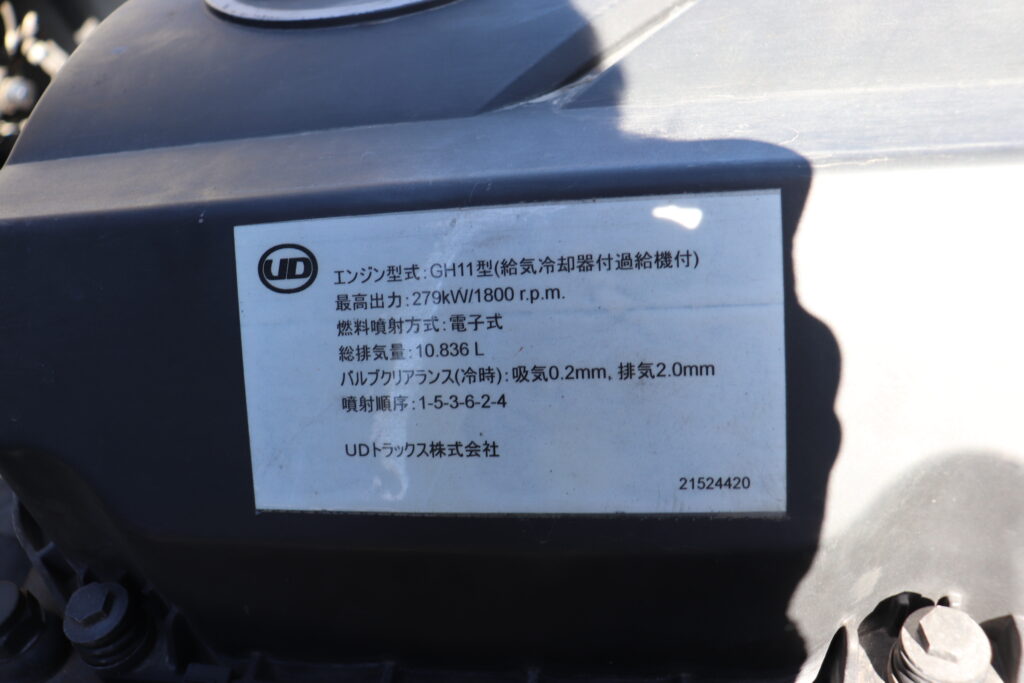 UD
エンジン型式:GH11型(給気冷却器付過給機付)
最高出力:279kW/1800 r.p.m.
燃料噴射方式:電子式
総排気量:10.836 L
バルブクリアランス(冷時):吸気0.2mm, 排気2.0mm
噴射順序:1-5-3-6-2-4
UDトラックス株式会社
21524420